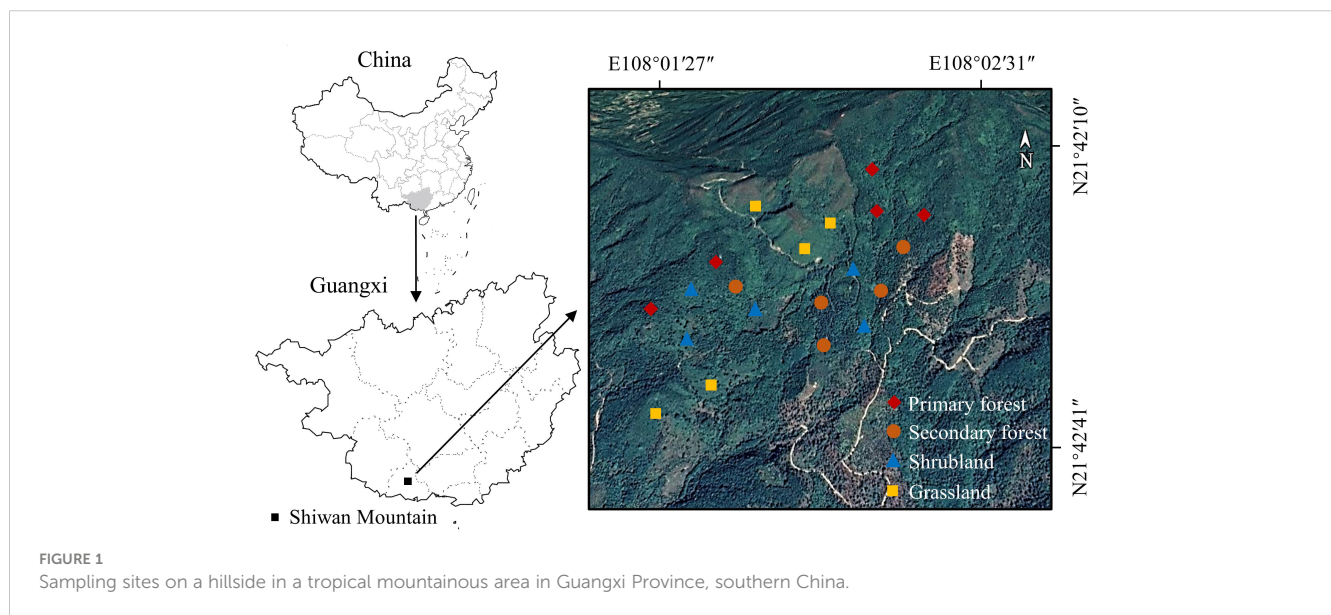 China
Guangxi
■ Shiwan Mountain
E108°01′27″
E108°02′31″
N21°42′10″
N
N21°42′41″
Primary forest
Secondary forest
Shrubland
Grassland
FIGURE 1
Sampling sites on a hillside in a tropical mountainous area in Guangxi Province, southern China.